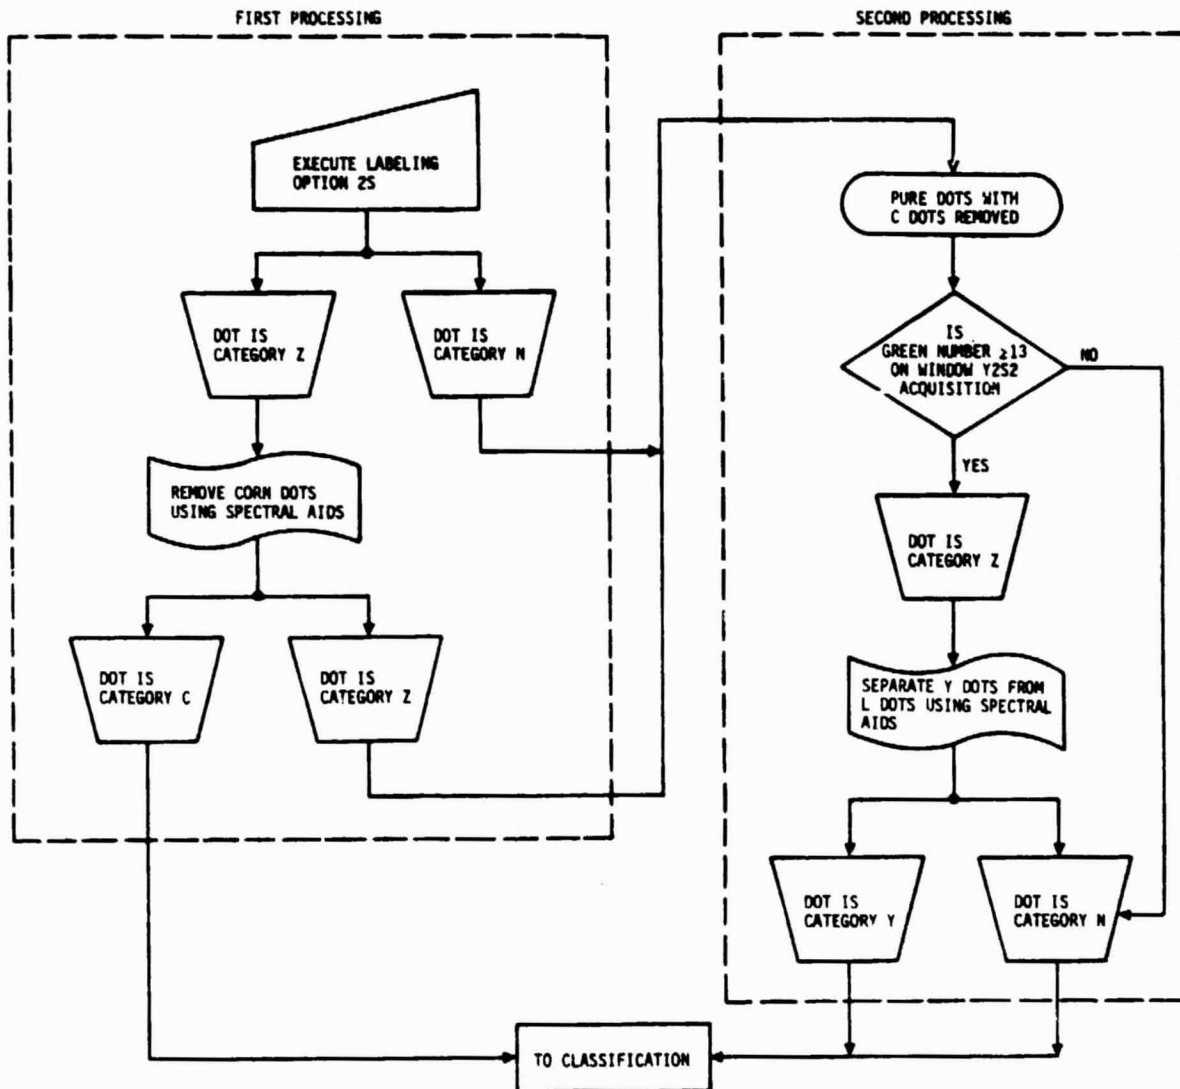 FIRST PROCESSING
EXECUTE LABELING
OPTION 2S
DOT IS
CATEGORY Z
DOT IS
CATEGORY N
REMOVE CORN DOTS
USING SPECTRAL AIDS
DOT IS
CATEGORY C
DOT IS
CATEGORY Z
SECOND PROCESSING
PURE DOTS WITH
C DOTS REMOVED
IS
GREEN NUMBER ≥13
ON WINDOW Y2S2
ACQUISITION
NO
YES
DOT IS
CATEGORY Z
SEPARATE Y DOTS FROM
L DOTS USING SPECTRAL
AIDS
DOT IS
CATEGORY Y
DOT IS
CATEGORY N
TO CLASSIFICATION